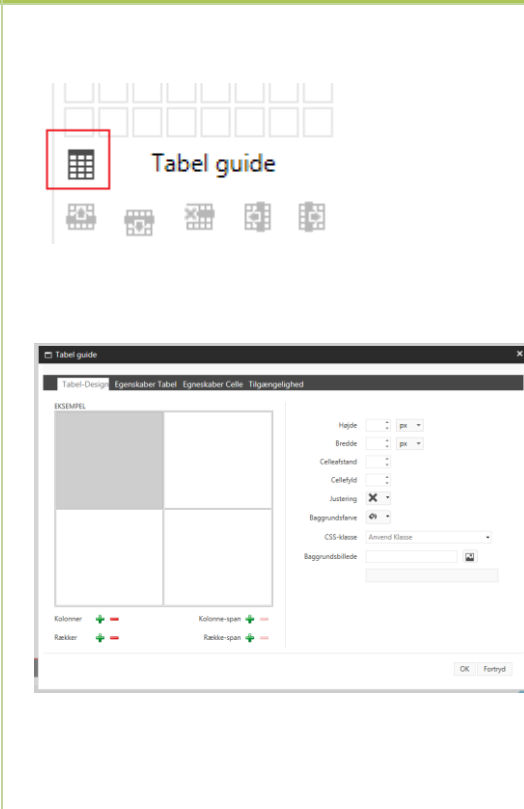 Tabel guide
Tabel guide
Tabel-Design Egenskaber Tabel Egneskaber Celle Tilgængelighed
EKSEMPEL
Højde px
Bredde px
Celleafstand
Cellefyld
Justering
Baggrundsfarve
CSS-klasse Anvend Klasse
Baggrundsbillede
Kolonner Kolonne-span
Rækker Række-span
OK Fortryd